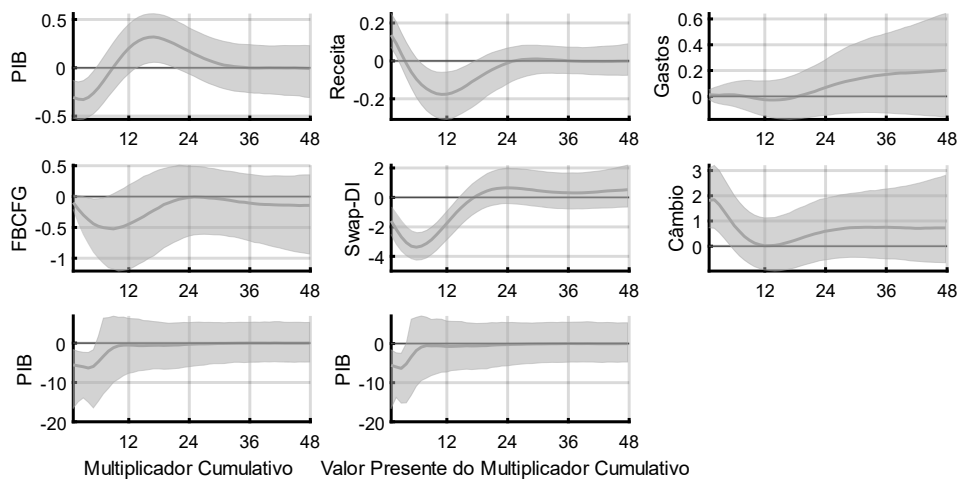 PIB
0.5
0
-0.5
12 24 36 48
Receita
0.2
0
-0.2
12 24 36 48
Gastos
0.6
0.4
0.2
0
12 24 36 48
FBCFG
0.5
0
-0.5
-1
12 24 36 48
Swap-DI
2
0
-2
-4
12 24 36 48
Câmbio
3
2
1
0
12 24 36 48
PIB
0
-10
-20
12 24 36 48
Multiplicador Cumulativo
PIB
0
-10
-20
12 24 36 48
Valor Presente do Multiplicador Cumulativo